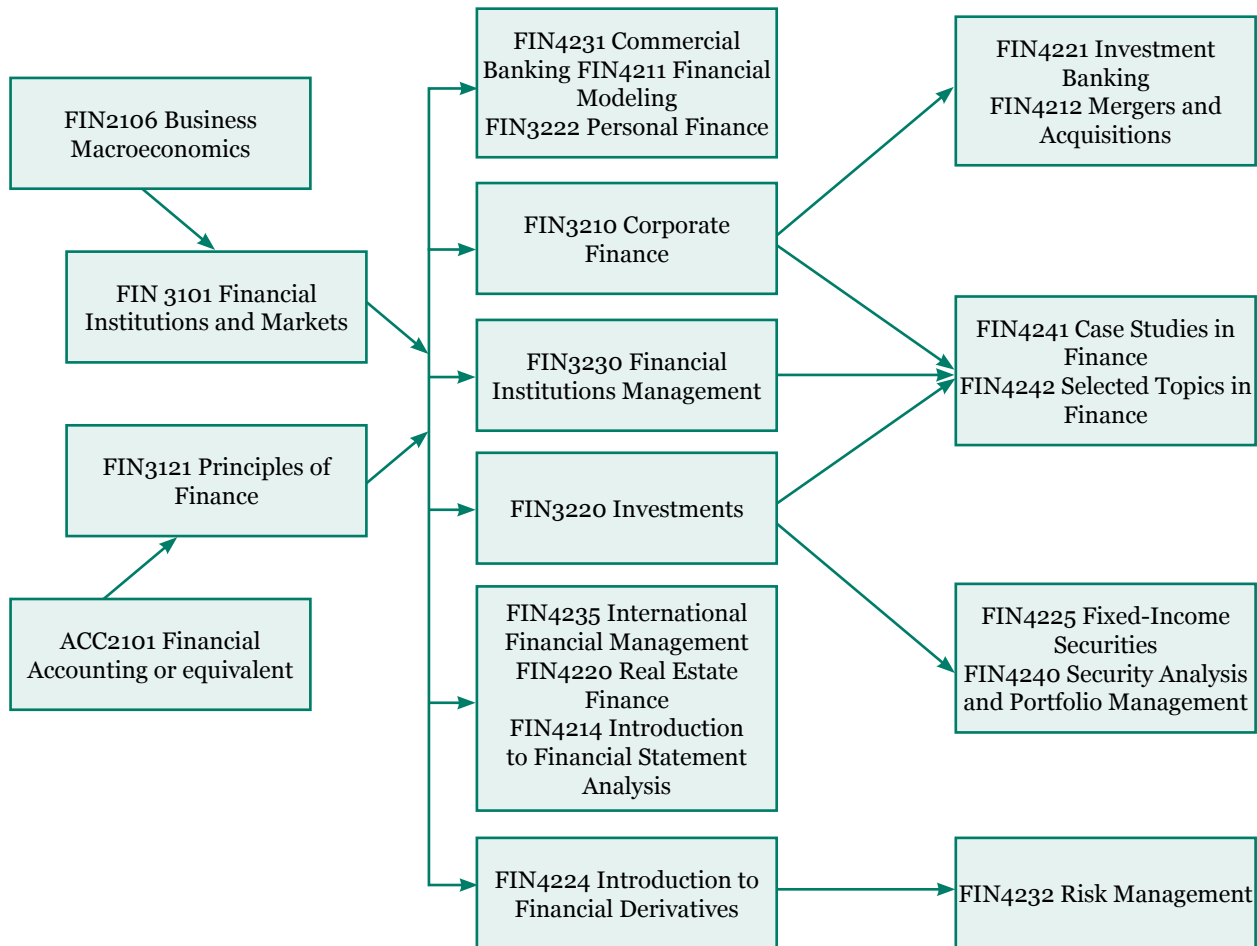 FIN2106 Business
Macroeconomics
FIN 3101 Financial
Institutions and Markets
FIN3121 Principles of
Finance
ACC2101 Financial
Accounting or equivalent
FIN4231 Commercial
Banking FIN4211 Financial
Modeling
FIN3222 Personal Finance
FIN3210 Corporate
Finance
FIN3230 Financial
Institutions Management
FIN3220 Investments
FIN4235 International
Financial Management
FIN4220 Real Estate
Finance
FIN4214 Introduction
to Financial Statement
Analysis
FIN4224 Introduction to
Financial Derivatives
FIN4221 Investment
Banking
FIN4212 Mergers and
Acquisitions
FIN4241 Case Studies in
Finance
FIN4242 Selected Topics in
Finance
FIN4225 Fixed-Income
Securities
FIN4240 Security Analysis
and Portfolio Management
FIN4232 Risk Management